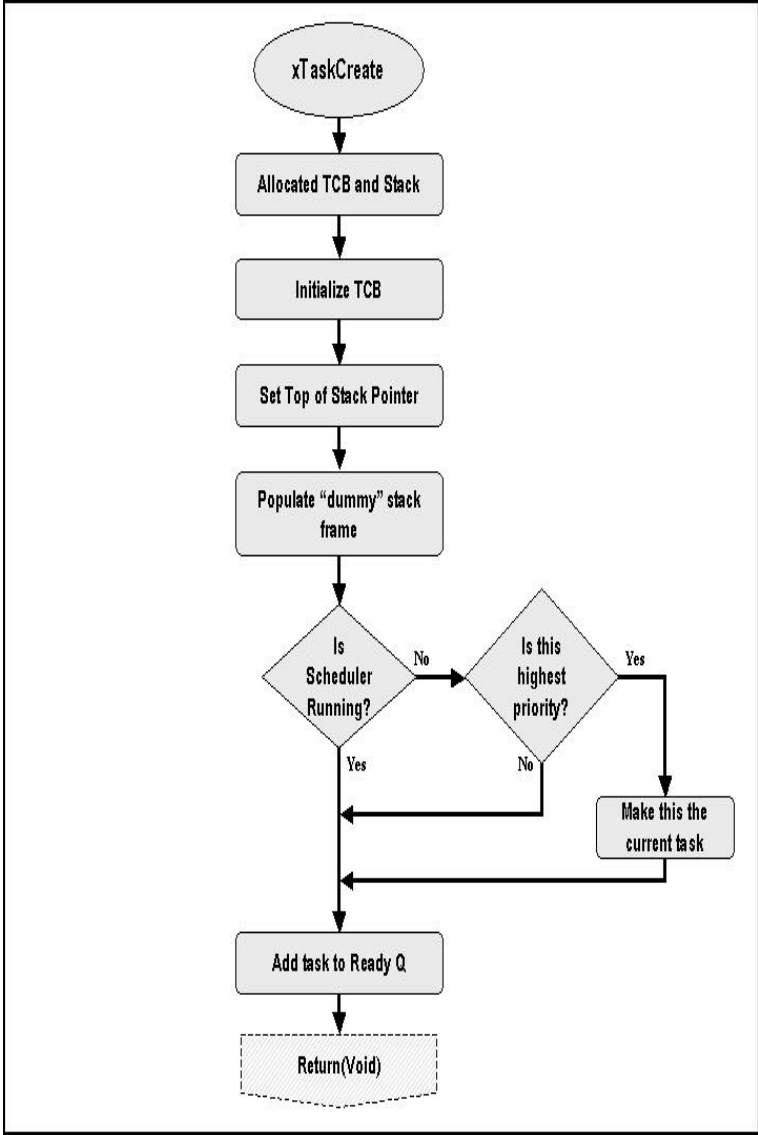 xTaskCreate
Allocated TCB and Stack
Initialize TCB
Set Top of Stack Pointer
Populate “dummy” stack
frame
Is
Scheduler
Running?
No
Is this
highest
priority?
Yes
Yes
No
Make this the
current task
Add task to Ready Q
Return(Void)